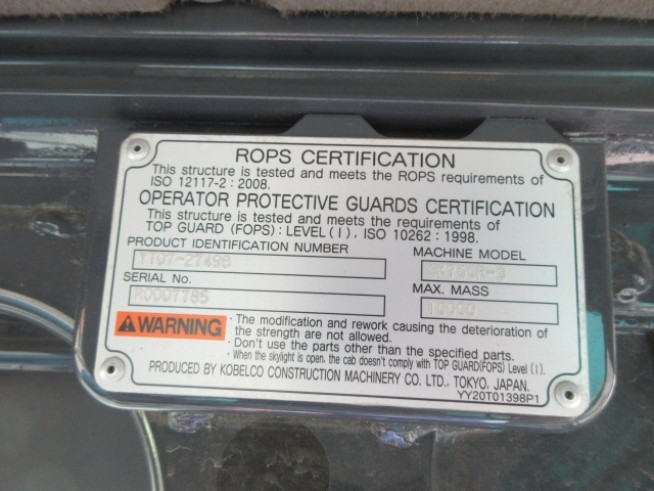 ROPS CERTIFICATION
This structure is tested and meets the ROPS requirements of
ISO 12117-2 : 2008.
OPERATOR PROTECTIVE GUARDS CERTIFICATION
This structure is tested and meets the requirements of
TOP GUARD (FOPS) : LEVEL ( I ) , ISO 10262 : 1998.
PRODUCT IDENTIFICATION NUMBER
MACHINE MODEL
SERIAL No.
MAX. MASS
WARNING
· The modification and rework causing the deterioration of
the strength are not allowed.
· Don't use the parts other than the specified parts.
· When the skylight is open, the cab doesn't comply with TOP GUARD(FOPS) Level ( I ).
PRODUCED BY KOBELCO CONSTRUCTION MACHINERY CO. LTD., TOKYO, JAPAN.
YY20T01398P1